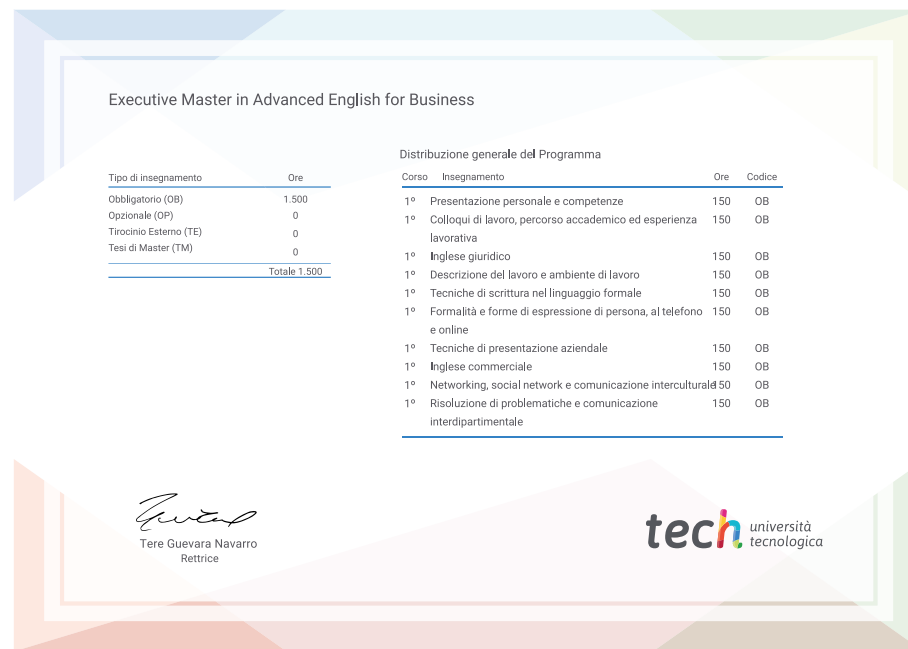 Executive Master in Advanced English for Business
Tipo di insegnamento Ore
Obbligatorio (OB) 1.500
Opzionale (OP) 0
Tirocinio Esterno (TE) 0
Tesi di Master (TM) 0
Totale 1.500
Distribuzione generale del Programma
Corso Insegnamento Ore Codice
1º Presentazione personale e competenze 150 OB
1º Colloqui di lavoro, percorso accademico ed esperienza 150 OB
lavorativa
1º Inglese giuridico 150 OB
1º Descrizione del lavoro e ambiente di lavoro 150 OB
1º Tecniche di scrittura nel linguaggio formale 150 OB
1º Formalità e forme di espressione di persona, al telefono 150 OB
e online
1º Tecniche di presentazione aziendale 150 OB
1º Inglese commerciale 150 OB
1º Networking, social network e comunicazione interculturale 150 OB
1º Risoluzione di problematiche e comunicazione 150 OB
interdipartimentale
Tere Guevara Navarro
Rettrice
tech università
tecnologica